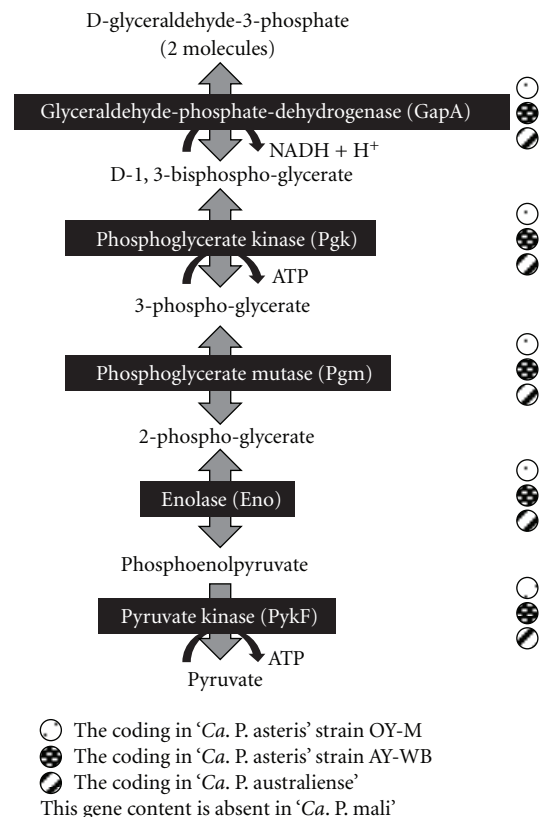 D-glyceraldehyde-3-phosphate
(2 molecules)
Glyceraldehyde-phosphate-dehydrogenase (GapA)
NADH + H⁺
D-1, 3-bisphospho-glycerate
Phosphoglycerate kinase (Pgk)
ATP
3-phospho-glycerate
Phosphoglycerate mutase (Pgm)
2-phospho-glycerate
Enolase (Eno)
Phosphoenolpyruvate
Pyruvate kinase (PykF)
ATP
Pyruvate
The coding in ‘Ca. P. asteris’ strain OY-M
The coding in ‘Ca. P. asteris’ strain AY-WB
The coding in ‘Ca. P. australiense’
This gene content is absent in ‘Ca. P. mali’